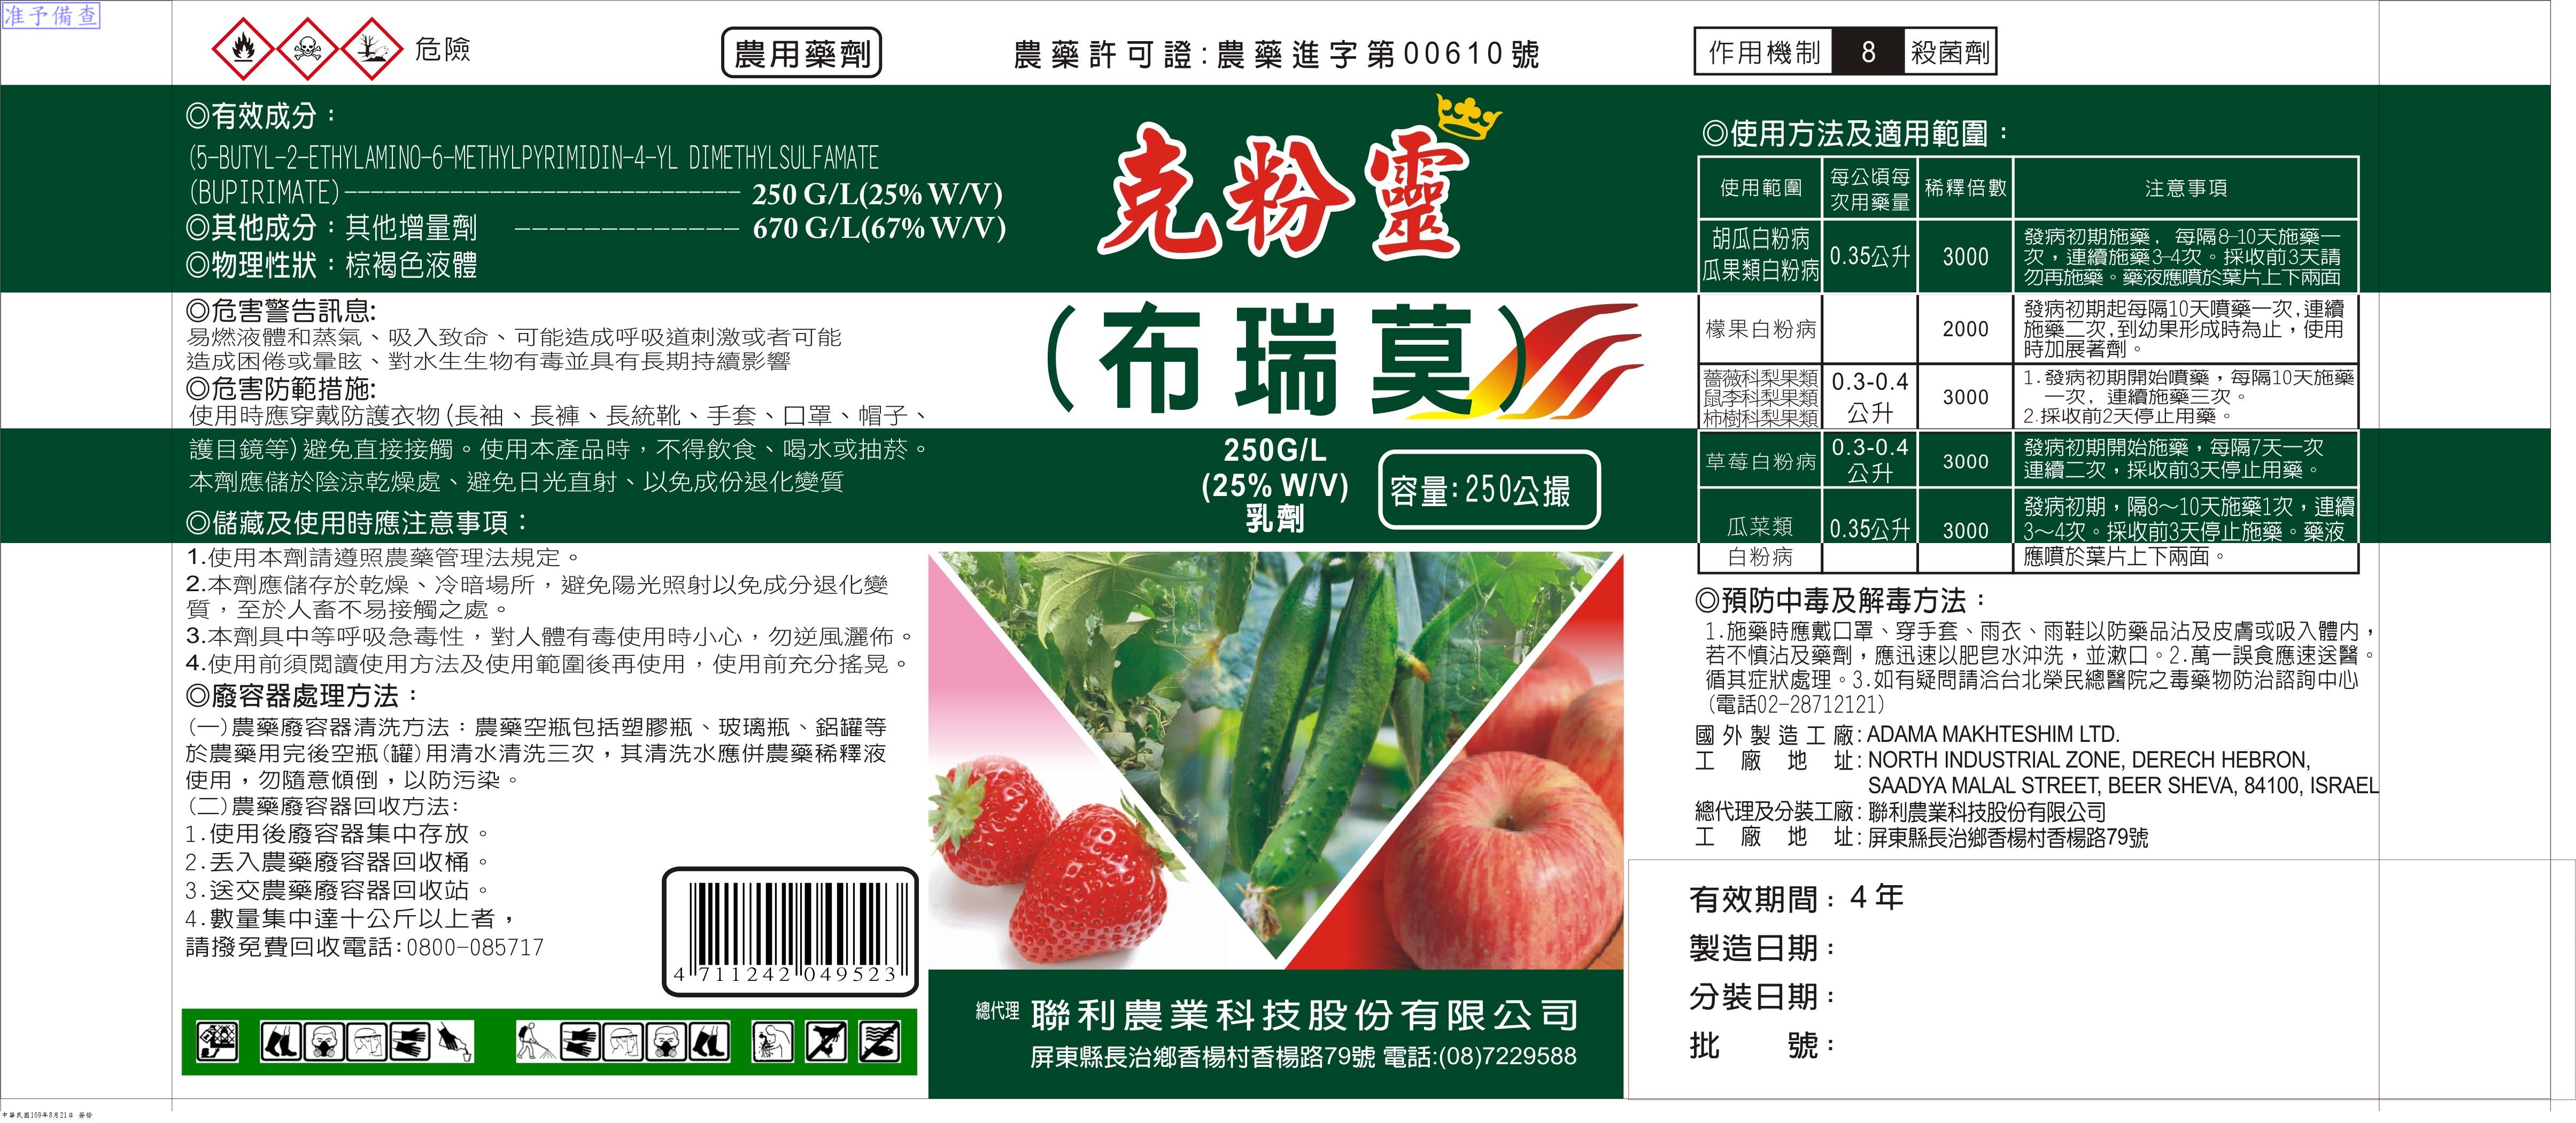 准予備查
危險
農用藥劑
農藥許可證:農藥進字第00610號
作用機制 8 殺菌劑
◎有效成分：
(5-BUTYL-2-ETHYLAMINO-6-METHYLPYRIMIDIN-4-YL DIMETHYLSULFAMATE
(BUPIRIMATE)------------------------------ 250 G/L(25% W/V)
◎其他成分：其他增量劑 ------------- 670 G/L(67% W/V)
◎物理性狀：棕褐色液體
◎危害警告訊息:
易燃液體和蒸氣、吸入致命、可能造成呼吸道刺激或者可能
造成困倦或暈眩、對水生生物有毒並具有長期持續影響
◎危害防範措施:
使用時應穿戴防護衣物(長袖、長褲、長統靴、手套、口罩、帽子、
護目鏡等)避免直接接觸。使用本產品時，不得飲食、喝水或抽菸。
本劑應儲於陰涼乾燥處、避免日光直射、以免成份退化變質
◎儲藏及使用時應注意事項：
1.使用本劑請遵照農藥管理法規定。
2.本劑應儲存於乾燥、冷暗場所，避免陽光照射以免成分退化變
質，至於人畜不易接觸之處。
3.本劑具中等呼吸急毒性，對人體有毒使用時小心，勿逆風灑佈。
4.使用前須閱讀使用方法及使用範圍後再使用，使用前充分搖晃。
◎廢容器處理方法：
(一)農藥廢容器清洗方法：農藥空瓶包括塑膠瓶、玻璃瓶、鋁罐等
於農藥用完後空瓶(罐)用清水清洗三次，其清洗水應併農藥稀釋液
使用，勿隨意傾倒，以防污染。
(二)農藥廢容器回收方法:
1.使用後廢容器集中存放。
2.丟入農藥廢容器回收桶。
3.送交農藥廢容器回收站。
4.數量集中達十公斤以上者，
請撥免費回收電話:0800-085717
4 711242 049523
克粉靈
(布瑞莫)
250G/L
(25% W/V)
乳劑
容量:250公撮
總代理 聯利農業科技股份有限公司
屏東縣長治鄉香楊村香楊路79號 電話:(08)7229588
◎使用方法及適用範圍：
使用範圍 每公頃每次用藥量 稀釋倍數 注意事項
胡瓜白粉病
瓜果類白粉病 0.35公升 3000
發病初期施藥，每隔8-10天施藥一
次，連續施藥3-4次。採收前3天請
勿再施藥。藥液應噴於葉片上下兩面
檬果白粉病 2000
發病初期起每隔10天噴藥一次,連續
施藥二次,到幼果形成時為止，使用
時加展著劑。
薔薇科梨果類
鼠李科梨果類
柿樹科梨果類
0.3-0.4
公升
3000
1.發病初期開始噴藥，每隔10天施藥
一次，連續施藥三次。
2.採收前2天停止用藥。
草莓白粉病
0.3-0.4
公升
3000
發病初期開始施藥，每隔7天一次
連續二次，採收前3天停止用藥。
瓜菜類
白粉病
0.35公升 3000
發病初期，隔8～10天施藥1次，連續
3～4次。採收前3天停止施藥。藥液
應噴於葉片上下兩面。
◎預防中毒及解毒方法：
1.施藥時應戴口罩、穿手套、雨衣、雨鞋以防藥品沾及皮膚或吸入體內，
若不慎沾及藥劑，應迅速以肥皂水沖洗，並漱口。2.萬一誤食應速送醫。
循其症狀處理。3.如有疑問請洽台北榮民總醫院之毒藥物防治諮詢中心
(電話02-28712121)
國外製造工廠: ADAMA MAKHTESHIM LTD.
工廠地址: NORTH INDUSTRIAL ZONE, DERECH HEBRON,
SAADYA MALAL STREET, BEER SHEVA, 84100, ISRAEL
總代理及分裝工廠: 聯利農業科技股份有限公司
工廠地址: 屏東縣長治鄉香楊村香楊路79號
有效期間：4年
製造日期：
分裝日期：
批號：
中華民國109年8月21日 簽發